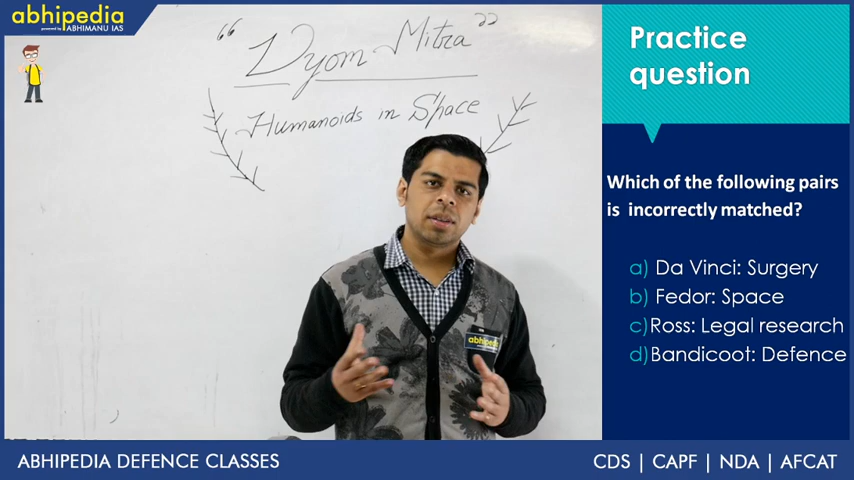 abhipedia
powered by ABHIMANU IAS
“Vyom Mitra”
Humanoids in Space
abhipedia
Practice
question
Which of the following pairs
is incorrectly matched?
a) Da Vinci: Surgery
b) Fedor: Space
c)Ross: Legal research
d)Bandicoot: Defence
ABHIPEDIA DEFENCE CLASSES
CDS | CAPF | NDA | AFCAT